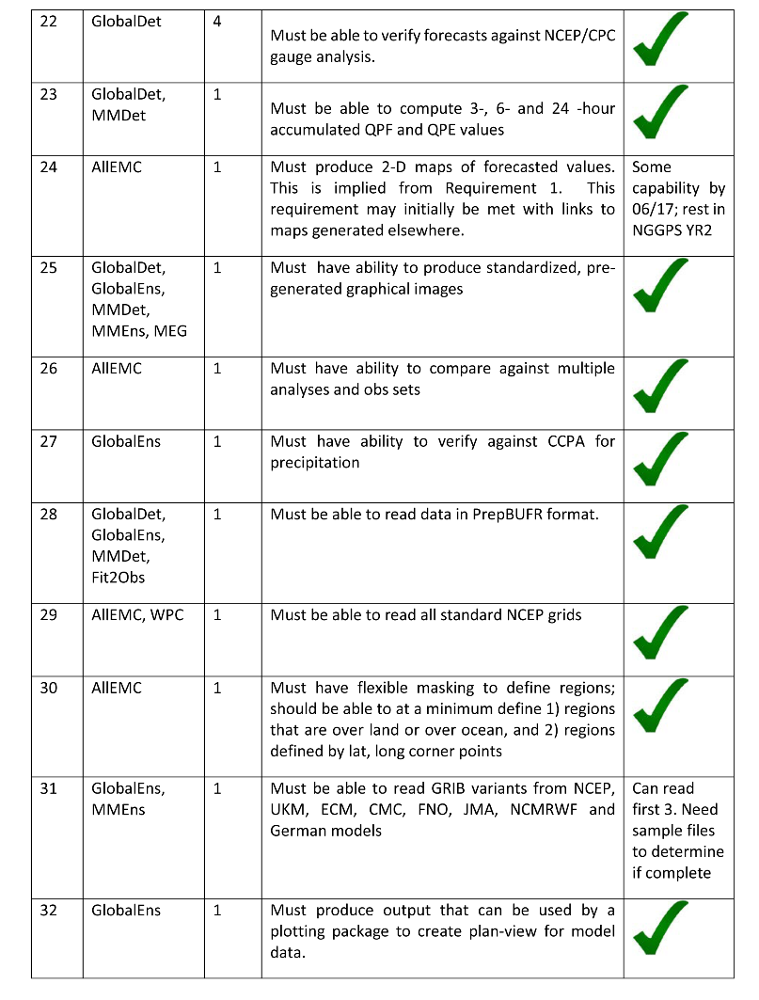 22 GlobalDet 4 Must be able to verify forecasts against NCEP/CPC
gauge analysis.
23 GlobalDet, 1 Must be able to compute 3-, 6- and 24 -hour
MMDet accumulated QPF and QPE values
24 AllEMC 1 Must produce 2-D maps of forecasted values. Some
This is implied from Requirement 1. This capability by
requirement may initially be met with links to 06/17; rest in
maps generated elsewhere. NGGPS YR2
25 GlobalDet, 1 Must have ability to produce standardized, pre-
GlobalEns, generated graphical images
MMDet,
MMEns, MEG
26 AllEMC 1 Must have ability to compare against multiple
analyses and obs sets
27 GlobalEns 1 Must have ability to verify against CCPA for
precipitation
28 GlobalDet, 1 Must be able to read data in PrepBUFR format.
GlobalEns,
MMDet,
Fit2Obs
29 AllEMC, WPC 1 Must be able to read all standard NCEP grids
30 AllEMC 1 Must have flexible masking to define regions;
should be able to at a minimum define 1) regions
that are over land or over ocean, and 2) regions
defined by lat, long corner points
31 GlobalEns, 1 Must be able to read GRIB variants from NCEP, Can read
MMEns UKM, ECM, CMC, FNO, JMA, NCMRWF and first 3. Need
German models sample files
to determine
if complete
32 GlobalEns 1 Must produce output that can be used by a
plotting package to create plan-view for model
data.